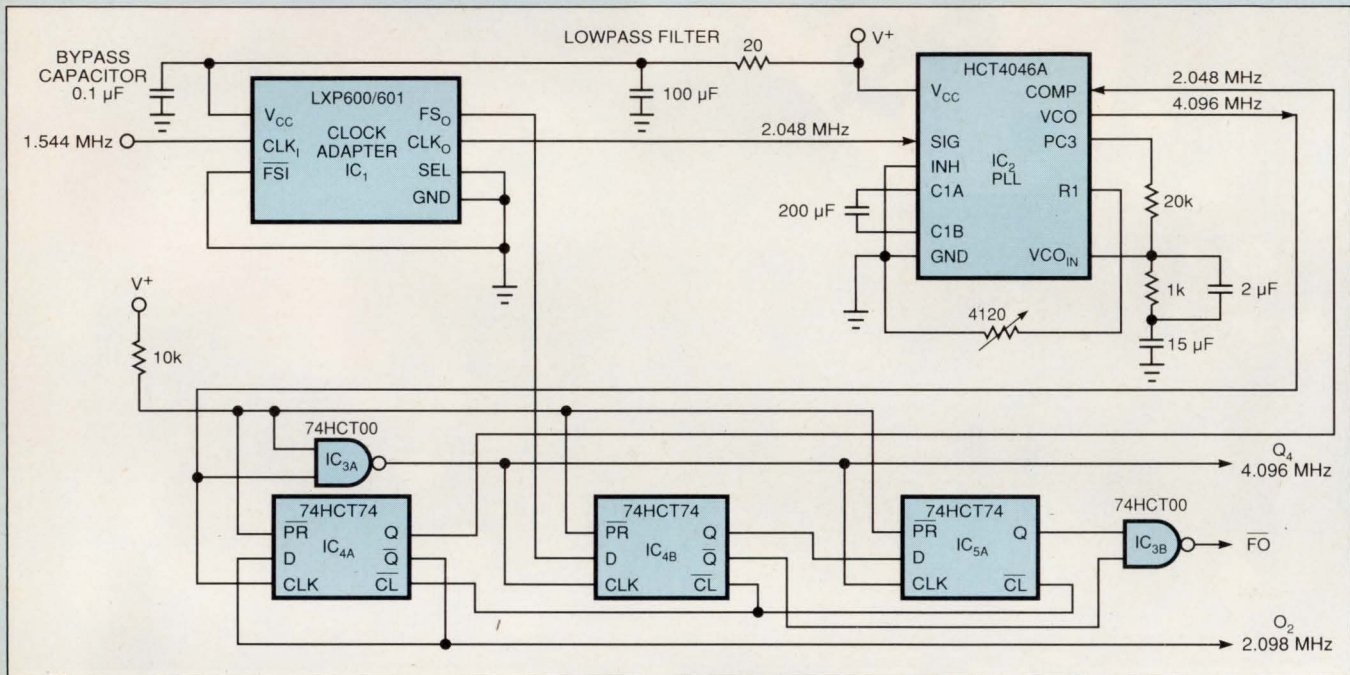 BYPASS
CAPACITOR
0.1 µF
LOWPASS FILTER
20
V+
100 µF
1.544 MHz
LXP600/601
CLOCK
ADAPTER
IC1
VCC
CLKI
FSI
FSO
CLKO
SEL
GND
2.048 MHz
HCT4046A
VCC
COMP
VCO
SIG
PC3
INH
IC2
PLL
C1A
R1
C1B
GND
VCOIN
2.048 MHz
4.096 MHz
200 µF
20k
1k
2 µF
15 µF
4120
V+
10k
74HCT00
IC3A
Q4
4.096 MHz
74HCT74
PR
Q
IC4A
D
Q
CLK
CL
74HCT74
PR
Q
IC4B
D
Q
CLK
CL
74HCT74
PR
Q
IC5A
D
CLK
CL
74HCT00
IC3B
FO
O2
2.098 MHz